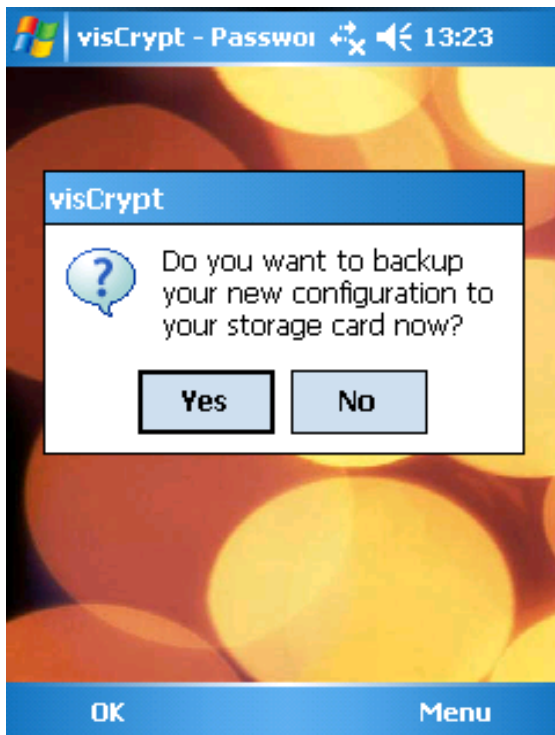 visCrypt - Passwor 13:23
visCrypt
?
Do you want to backup
your new configuration to
your storage card now?
Yes No
OK Menu